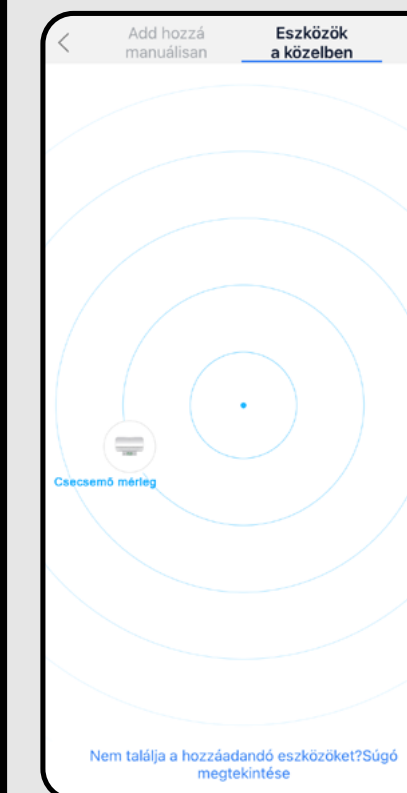 Add hozzá
manuálisan
Eszközök
a közelben
Csecsemő mérleg
Nem találja a hozzáadandó eszközöket?Súgó
megtekintése